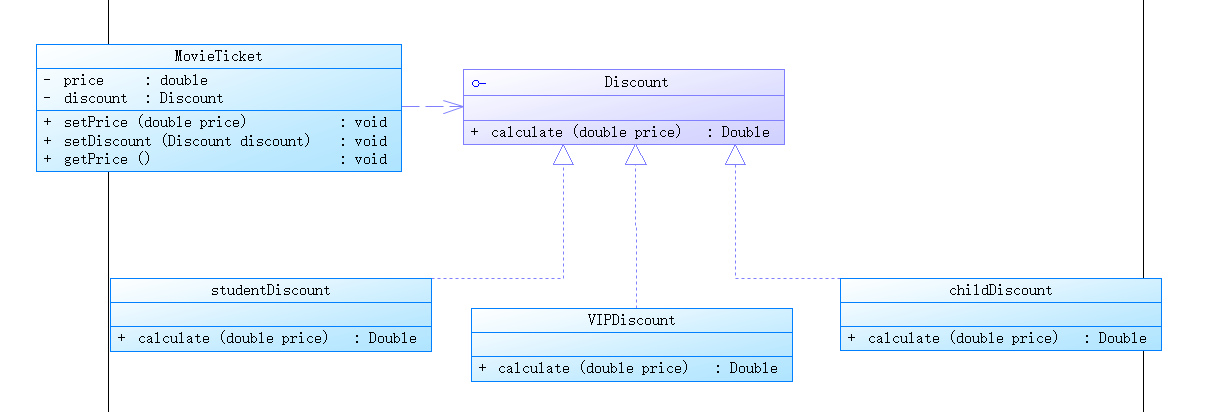 MovieTicket
- price : double
- discount : Discount
+ setPrice (double price) : void
+ setDiscount (Discount discount) : void
+ getPrice () : void
Discount
+ calculate (double price) : Double
studentDiscount
+ calculate (double price) : Double
VIPDiscount
+ calculate (double price) : Double
childDiscount
+ calculate (double price) : Double